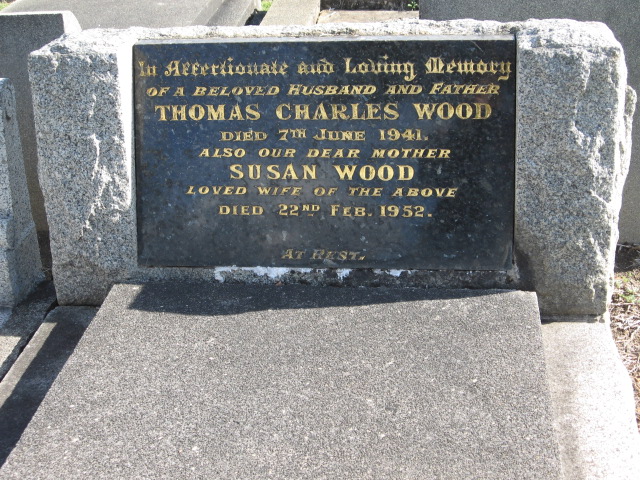 In Affectionate and Loving Memory
OF A BELOVED HUSBAND AND FATHER
THOMAS CHARLES WOOD
DIED 7TH JUNE 1941.
ALSO OUR DEAR MOTHER
SUSAN WOOD
LOVED WIFE OF THE ABOVE
DIED 22ND FEB. 1952.
AT REST.